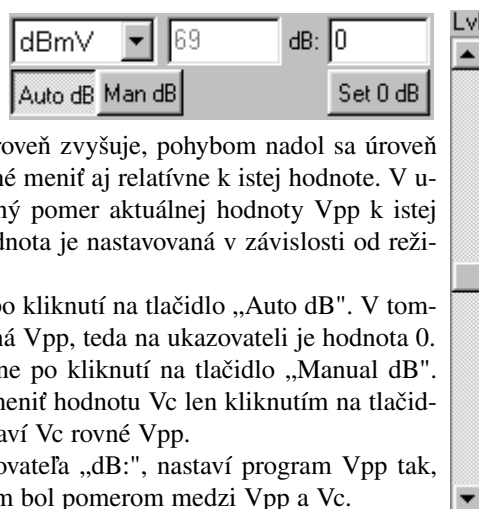 Lvl
dBmV 69 dB: 0
Auto dB Man dB Set 0 dB
roveň zvyšuje, pohybom nadol sa úroveň
né meniť aj relatívne k istej hodnote. V u-
ný pomer aktuálnej hodnoty Vpp k istej
dnota je nastavovaná v závislosti od reži-
po kliknutí na tlačidlo „Auto dB". V tom-
ná Vpp, teda na ukazovateli je hodnota 0.
ne po kliknutí na tlačidlo „Manual dB".
meniť hodnotu Vc len kliknutím na tlačid-
taví Vc rovné Vpp.
ovateľa „dB:", nastaví program Vpp tak,
m bol pomerom medzi Vpp a Vc.